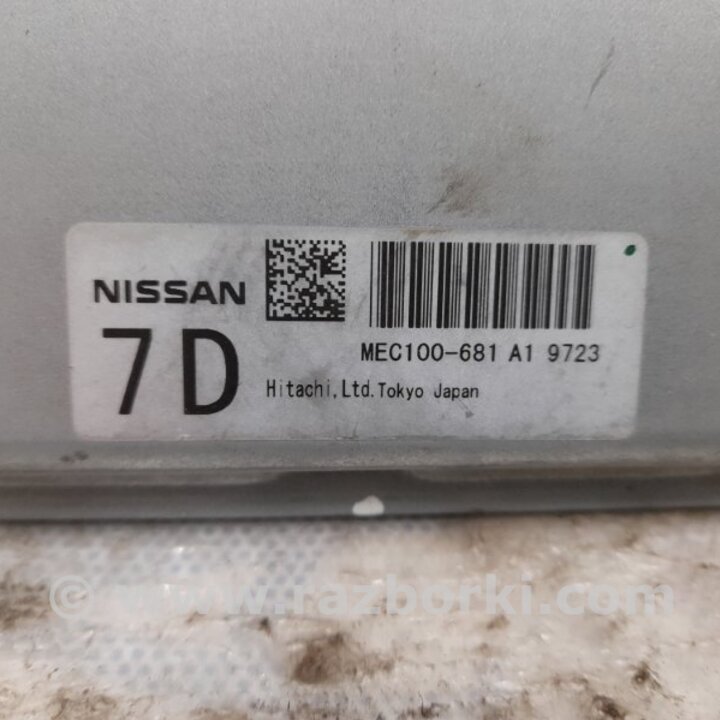 NISSAN
7D
MEC100-681 A1 9723
Hitachi,Ltd.Tokyo Japan
© www.razborki.com